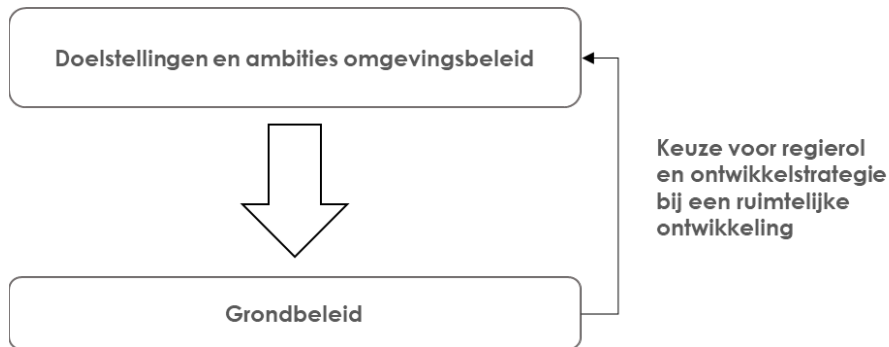 Doelstellingen en ambities omgevingsbeleid
Keuze voor regierol
en ontwikkelstrategie
bij een ruimtelijke
ontwikkeling
Grondbeleid